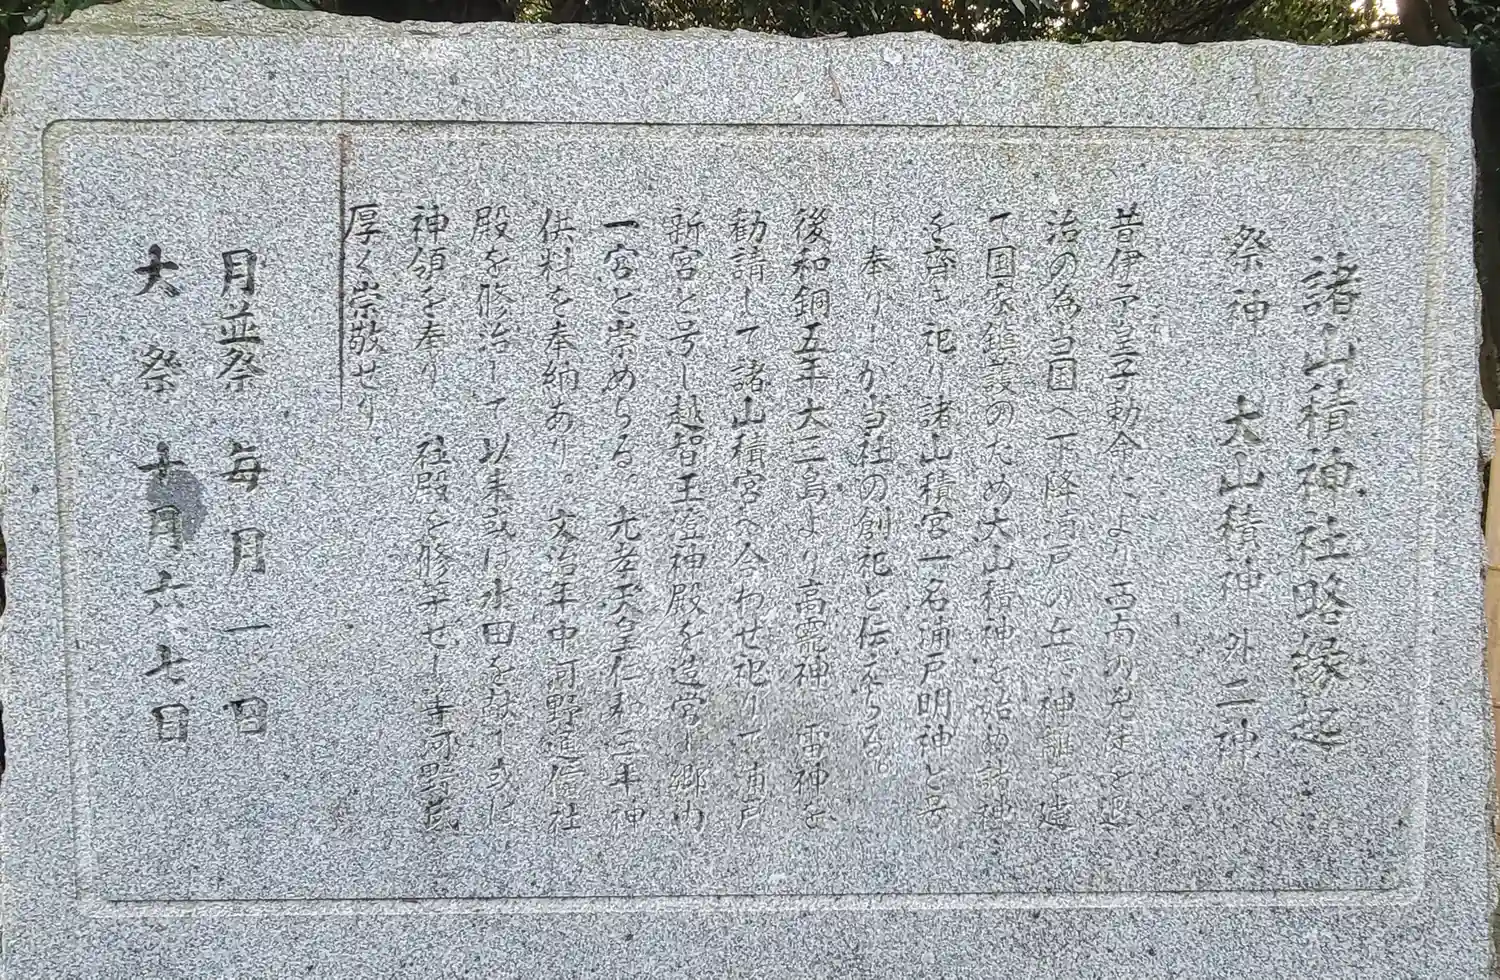 諸山積神社略縁起
祭神 大山積神 外二神
昔伊予皇子勅命により西南の凶徒を退
治の為当国へ下降浦戸の丘に神籬を建
て国家鎮護のため大山積神を始め諸神
を齋き祀り諸山積宮一名浦戸明神と号
奉りしが当社の創祀と伝えらる。
後和銅五年大三島より高靇神 雷神を
勧請して諸山積宮へ合わせ祀りて浦戸
新宮と号し越智玉澄神殿を造営し郷内
一宮と崇めらる。光孝天皇仁和三年神
供料を奉納あり。文治年中河野通信社
殿を修治して以来或は水田を献て或は
神領を奉り 社殿を修築せし等河野氏
厚く崇敬せり。
月並祭 毎月一日
大祭 十月六・七日